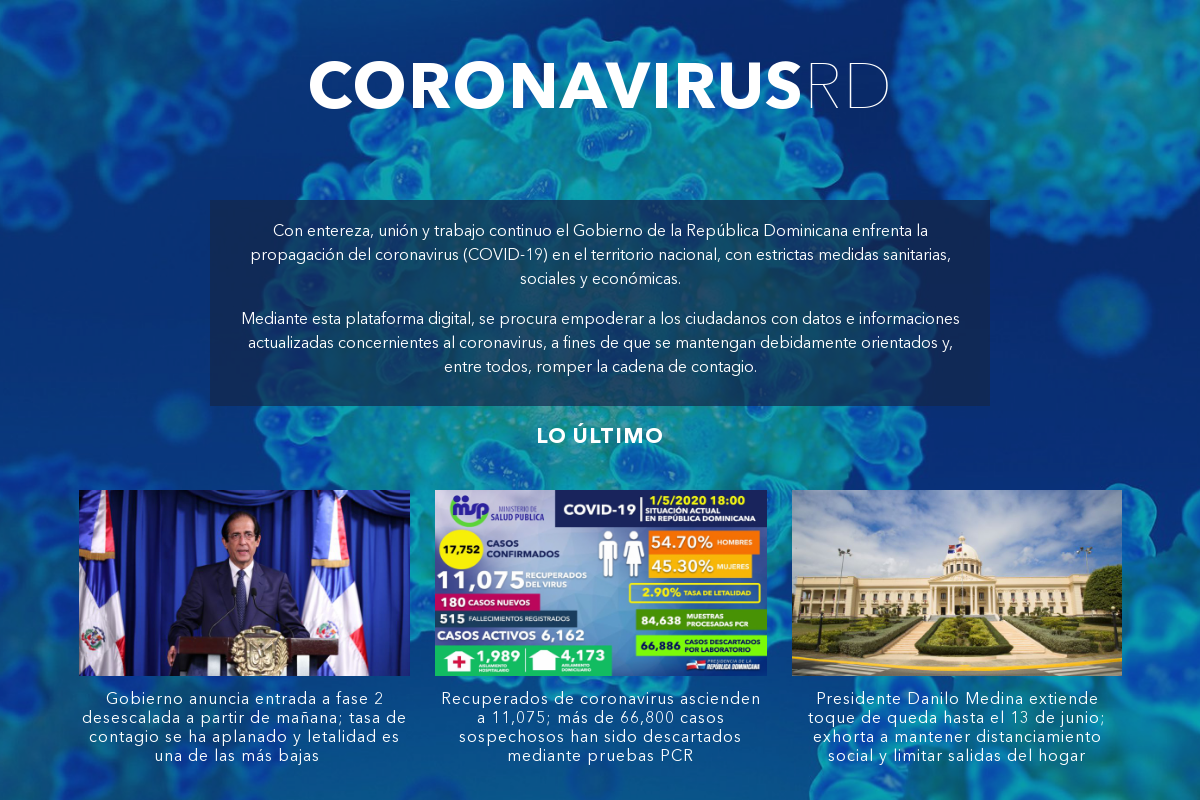 CORONAVIRUSRD
Con entereza, unión y trabajo continuo el Gobierno de la República Dominicana enfrenta la
propagación del coronavirus (COVID-19) en el territorio nacional, con estrictas medidas sanitarias,
sociales y económicas.
Mediante esta plataforma digital, se procura empoderar a los ciudadanos con datos e informaciones
actualizadas concernientes al coronavirus, a fines de que se mantengan debidamente orientados y,
entre todos, romper la cadena de contagio.
LO ÚLTIMO
Gobierno anuncia entrada a fase 2
desescalada a partir de mañana; tasa de
contagio se ha aplanado y letalidad es
una de las más bajas
msp MINISTERIO DE
SALUD PUBLICA
COVID-19
1/5/2020 18:00
SITUACIÓN ACTUAL
EN REPÚBLICA DOMINICANA
17,752 CASOS
CONFIRMADOS
11,075 RECUPERADOS
DEL VIRUS
180 CASOS NUEVOS
515 FALLECIMIENTOS REGISTRADOS
CASOS ACTIVOS 6,162
1,989 AISLAMIENTO
HOSPITALARIO
4,173 AISLAMIENTO
DOMICILIARIO
54.70% HOMBRES
45.30% MUJERES
2.90% TASA DE LETALIDAD
84,638 MUESTRAS
PROCESADAS PCR
66,886 CASOS DESCARTADOS
POR LABORATORIO
PRESIDENCIA DE LA
REPÚBLICA DOMINICANA
Recuperados de coronavirus ascienden
a 11,075; más de 66,800 casos
sospechosos han sido descartados
mediante pruebas PCR
Presidente Danilo Medina extiende
toque de queda hasta el 13 de junio;
exhorta a mantener distanciamiento
social y limitar salidas del hogar